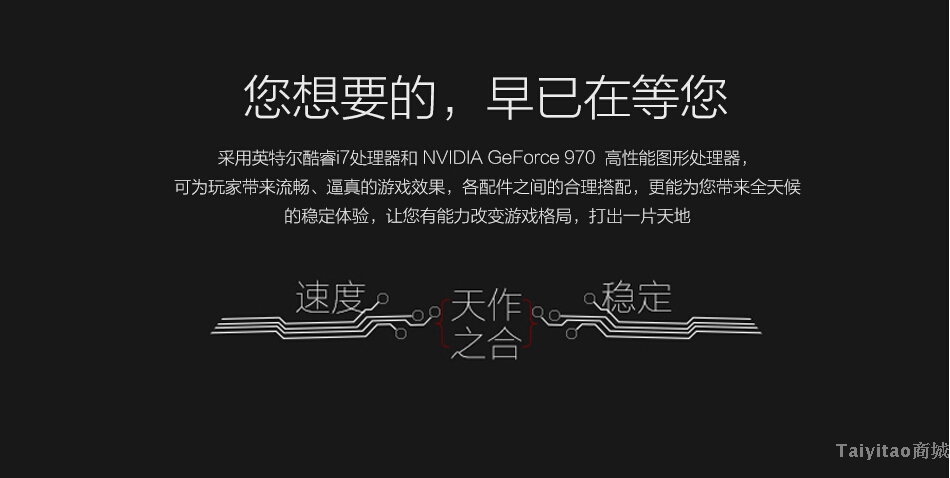 您想要的，早已在等您
采用英特尔酷睿i7处理器和 NVIDIA GeForce 970 高性能图形处理器，
可为玩家带来流畅、逼真的游戏效果，各配件之间的合理搭配，更能为您带来全天候
的稳定体验，让您有能力改变游戏格局，打出一片天地
速度
天作
之合
稳定
Taiyitao商城